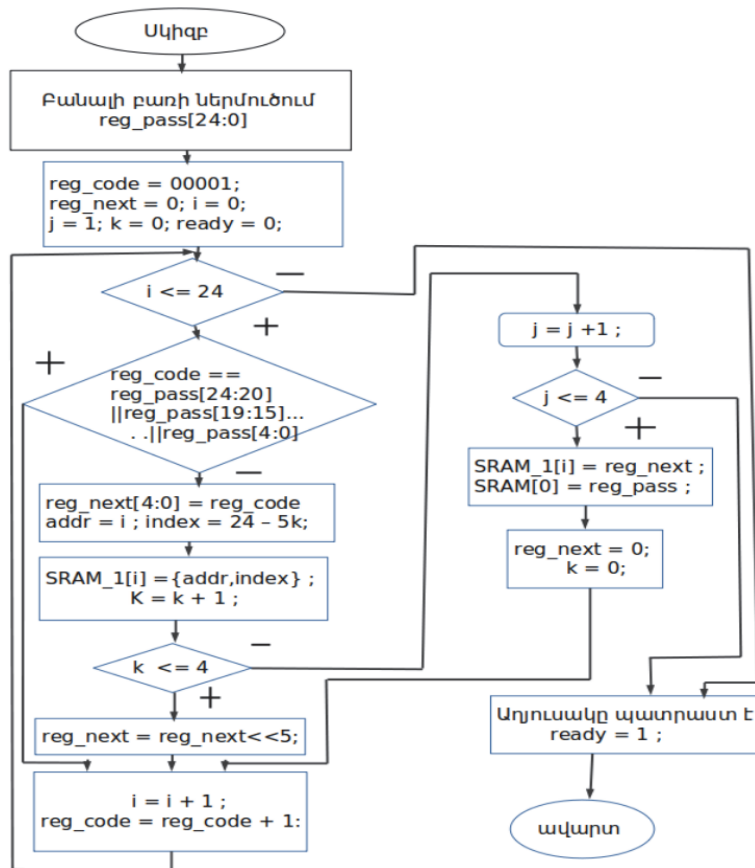 Սկիզբ
Բանալի բառի ներմուծում
reg_pass[24:0]
reg_code = 00001;
reg_next = 0; i = 0;
j = 1; k = 0; ready = 0;
i <= 24
−
+
+
reg_code ==
reg_pass[24:20]
||reg_pass[19:15]...
. .||reg_pass[4:0]
−
reg_next[4:0] = reg_code
addr = i ; index = 24 – 5k;
SRAM_1[i] ={addr,index} ;
K = k + 1 ;
k <= 4
−
+
reg_next = reg_next<<5;
i = i + 1 ;
reg_code = reg_code + 1:
j = j +1 ;
j <= 4
−
+
SRAM_1[i] = reg_next ;
SRAM[0] = reg_pass ;
reg_next = 0;
k = 0;
Աղյուսակը պատրաստ է
ready = 1 ;
ավարտ